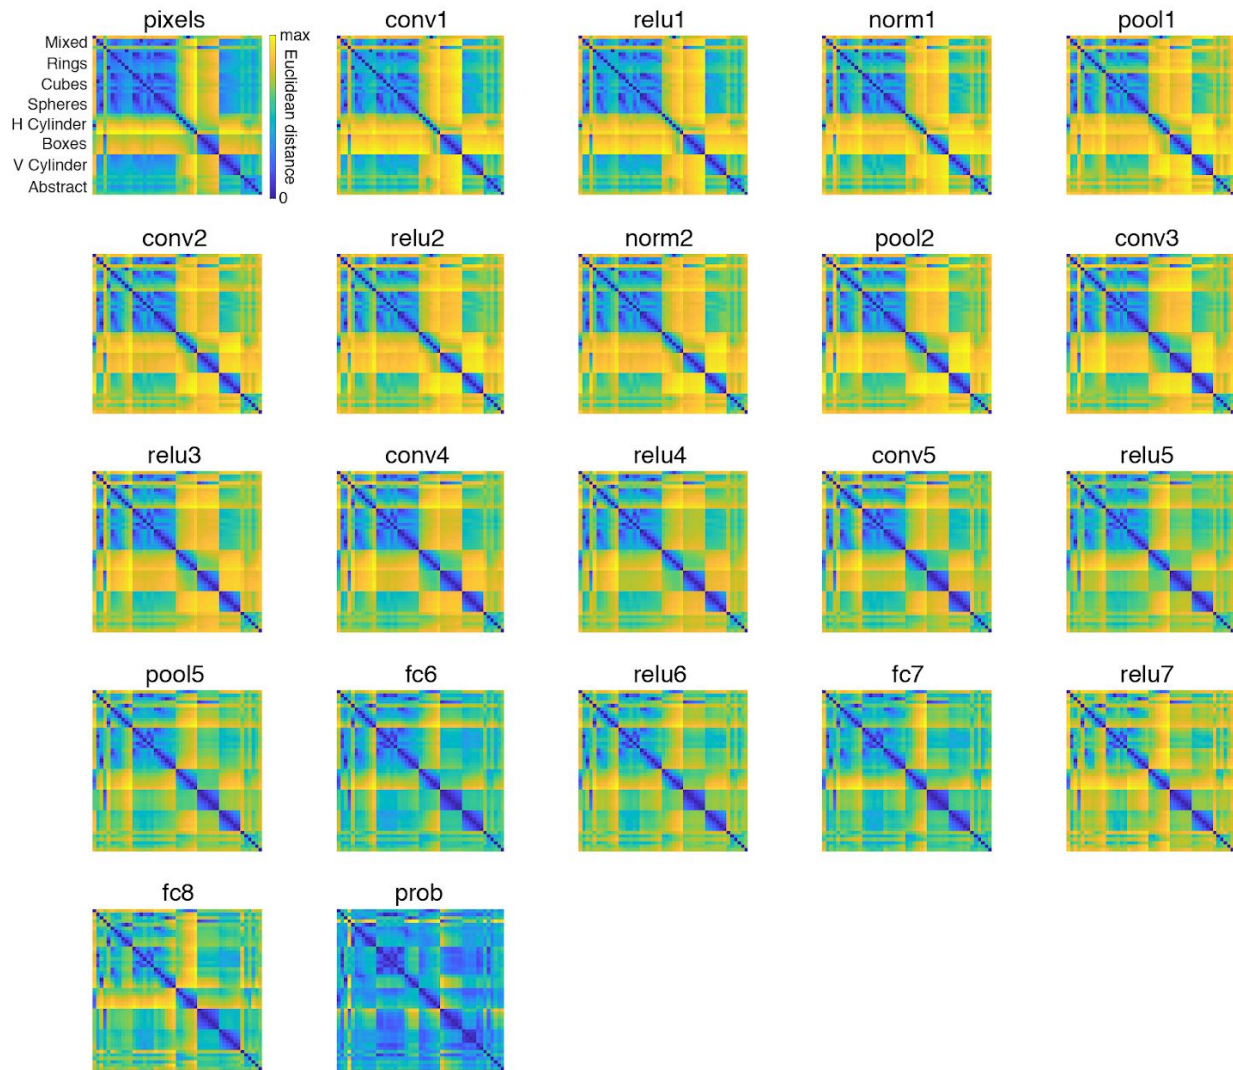 pixels
conv1
relu1
norm1
pool1
Mixed
Rings
Cubes
Spheres
H Cylinder
Boxes
V Cylinder
Abstract
max
Euclidean distance
0
conv2
relu2
norm2
pool2
conv3
relu3
conv4
relu4
conv5
relu5
pool5
fc6
relu6
fc7
relu7
fc8
prob